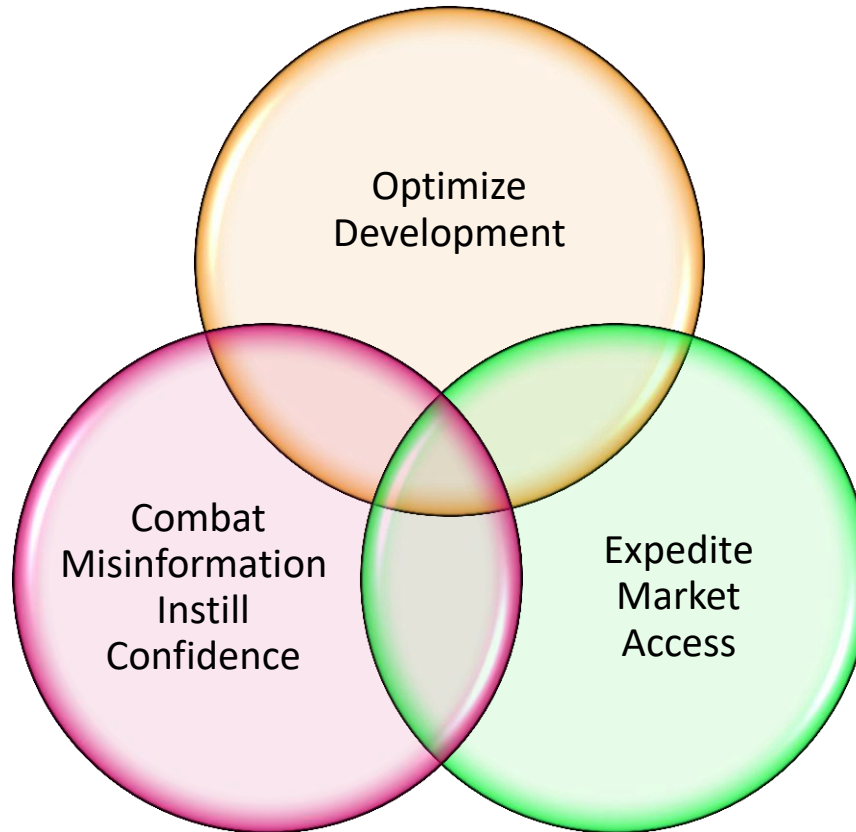 Optimize
Development
Combat
Misinformation
Instill
Confidence
Expedite
Market
Access